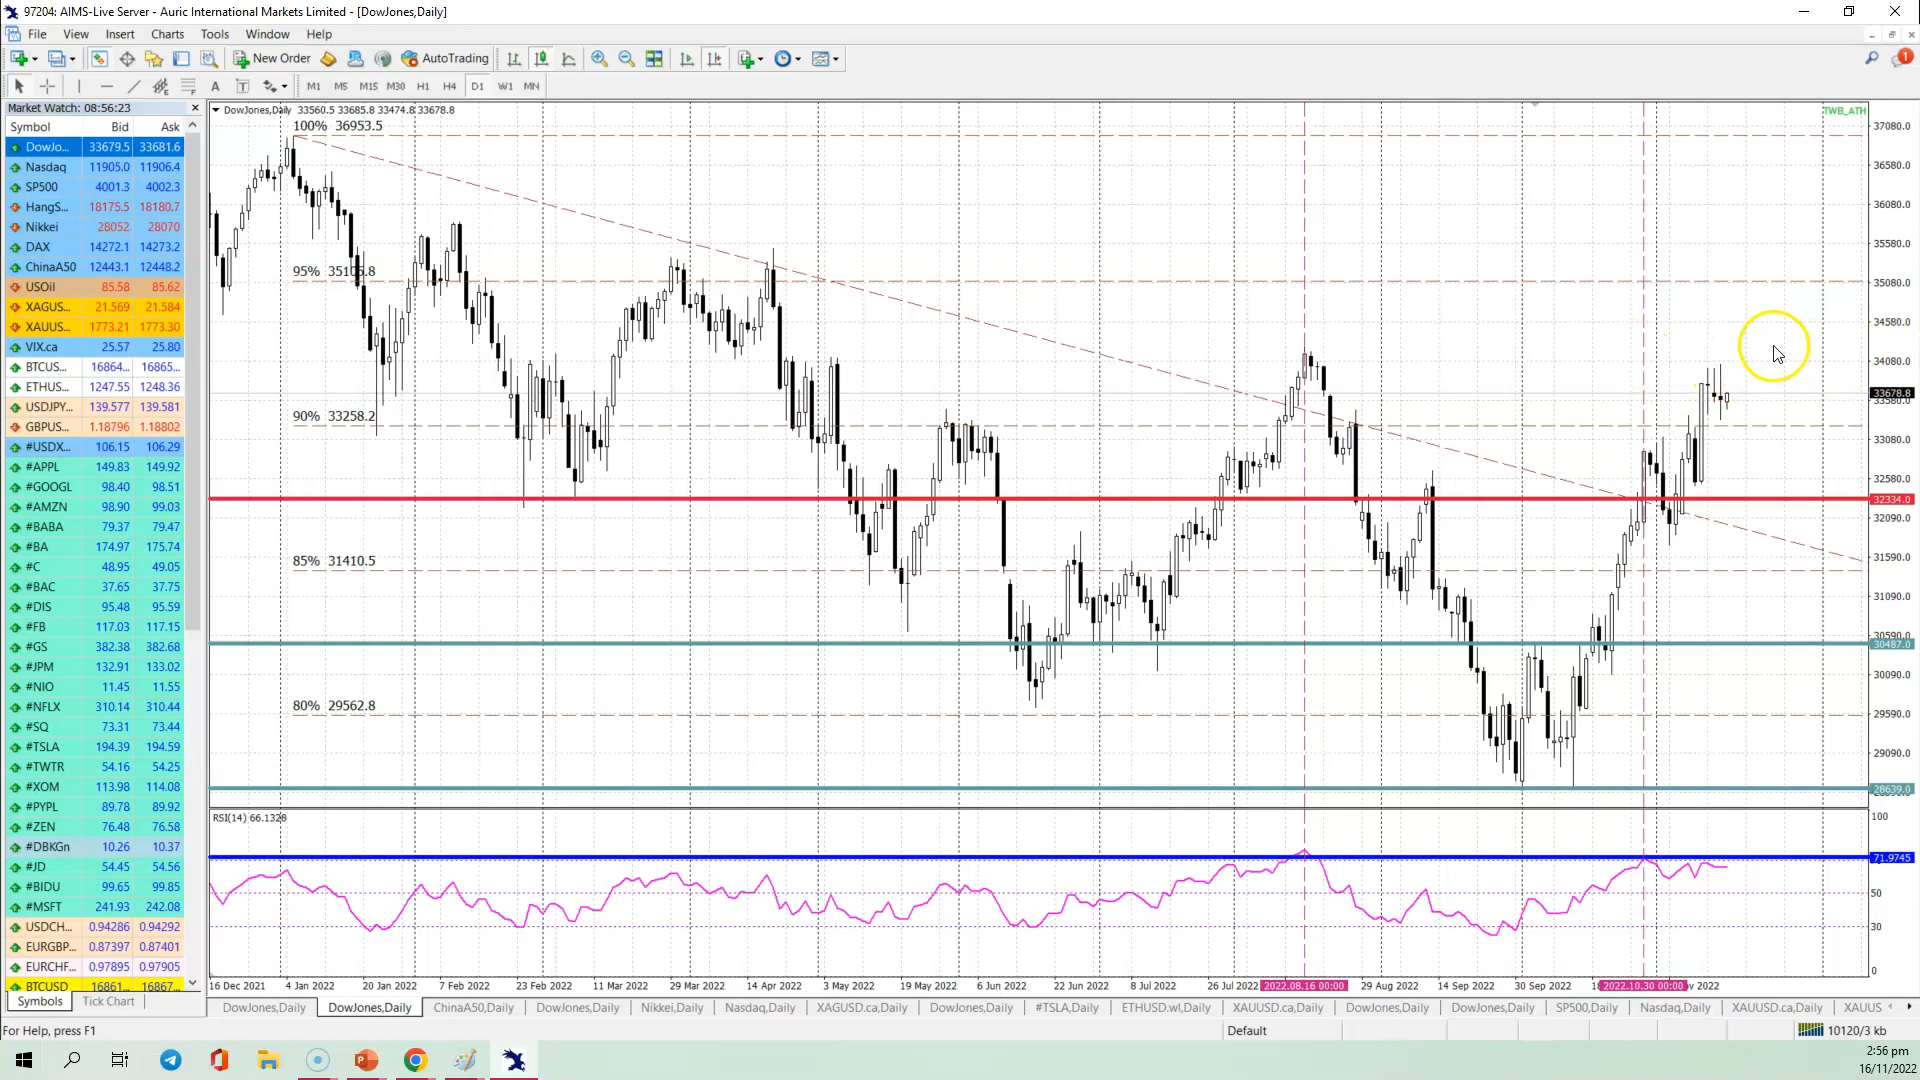 97204: AIMS-Live Server - Auric International Markets Limited - [DowJones,Daily]
File View Insert Charts Tools Window Help
New Order AutoTrading 1
A T M1 M5 M15 M30 H1 H4 D1 W1 MN
Market Watch: 08:56:23
Symbol Bid Ask
DowJo... 33679.5 33681.6
Nasdaq 11905.0 11906.4
SP500 4001.3 4002.3
HangS... 18175.5 18180.7
Nikkei 28052 28070
DAX 14272.1 14273.2
ChinaA50 12443.1 12448.2
USOil 85.58 85.62
XAGUS... 21.569 21.584
XAUUS... 1773.21 1773.30
VIX.ca 25.57 25.80
BTCUS... 16864... 16865...
ETHUS... 1247.55 1248.36
USDJPY... 139.577 139.581
GBPUS... 1.18796 1.18802
#USDX... 106.15 106.29
#APPL 149.83 149.92
#GOOGL 98.40 98.51
#AMZN 98.90 99.03
#BABA 79.37 79.47
#BA 174.97 175.74
#C 48.95 49.05
#BAC 37.65 37.75
#DIS 95.48 95.59
#FB 117.03 117.15
#GS 382.38 382.68
#JPM 132.91 133.02
#NIO 11.45 11.55
#NFLX 310.14 310.44
#SQ 73.31 73.44
#TSLA 194.39 194.59
#TWTR 54.16 54.25
#XOM 113.98 114.08
#PYPL 89.78 89.92
#ZEN 76.48 76.58
#DBKGn 10.26 10.37
#JD 54.45 54.56
#BIDU 99.65 99.85
#MSFT 241.93 242.08
USDCH... 0.94286 0.94292
EURGBP... 0.87397 0.87401
EURCHF... 0.97895 0.97905
BTCUSD 16861... 16867...
Symbols Tick Chart
DowJones,Daily 33560.5 33685.8 33474.8 33678.8
TWB_ATH
100% 36953.5
95% 35105.8
90% 33258.2
85% 31410.5
80% 29562.8
37080.0
36580.0
36080.0
35580.0
35080.0
34580.0
34080.0
33678.8
33580.0
33080.0
32580.0
32334.0
32090.0
31590.0
31090.0
30590.0
30487.0
30090.0
29590.0
29090.0
28639.0
RSI(14) 66.1328
100
71.9745
50
30
0
16 Dec 2021 4 Jan 2022 20 Jan 2022 7 Feb 2022 23 Feb 2022 11 Mar 2022 29 Mar 2022 14 Apr 2022 3 May 2022 19 May 2022 6 Jun 2022 22 Jun 2022 8 Jul 2022 26 Jul 2022 2022.08.16 00:00 29 Aug 2022 14 Sep 2022 30 Sep 2022 2022.10.30 00:00
DowJones,Daily DowJones,Daily ChinaA50,Daily DowJones,Daily Nikkei,Daily Nasdaq,Daily XAGUSD.ca,Daily DowJones,Daily #TSLA,Daily ETHUSD.wl,Daily XAUUSD.ca,Daily DowJones,Daily DowJones,Daily SP500,Daily Nasdaq,Daily XAUUSD.ca,Daily XAUUS
For Help, press F1 Default 10120/3 kb
2:56 pm
16/11/2022